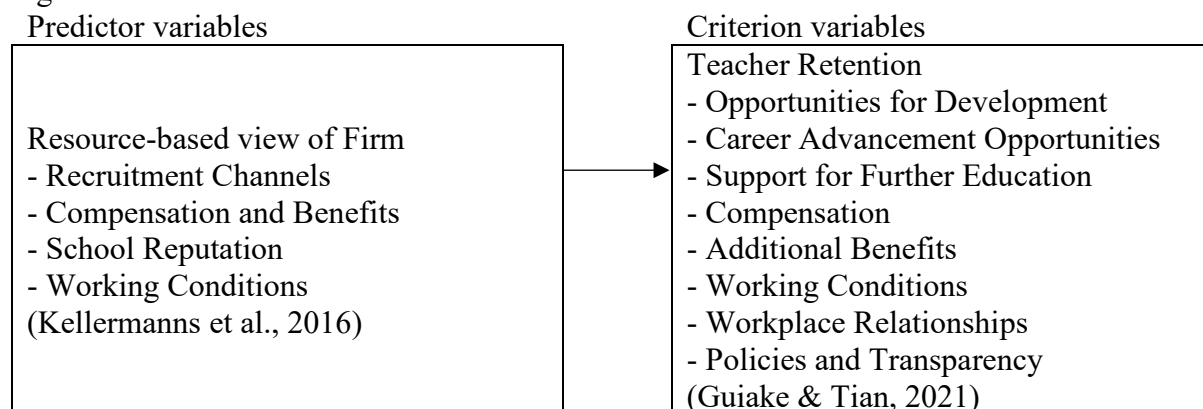 Predictor variables
Resource-based view of Firm
- Recruitment Channels
- Compensation and Benefits
- School Reputation
- Working Conditions
(Kellermanns et al., 2016)
Criterion variables
Teacher Retention
- Opportunities for Development
- Career Advancement Opportunities
- Support for Further Education
- Compensation
- Additional Benefits
- Working Conditions
- Workplace Relationships
- Policies and Transparency
(Guiake & Tian, 2021)